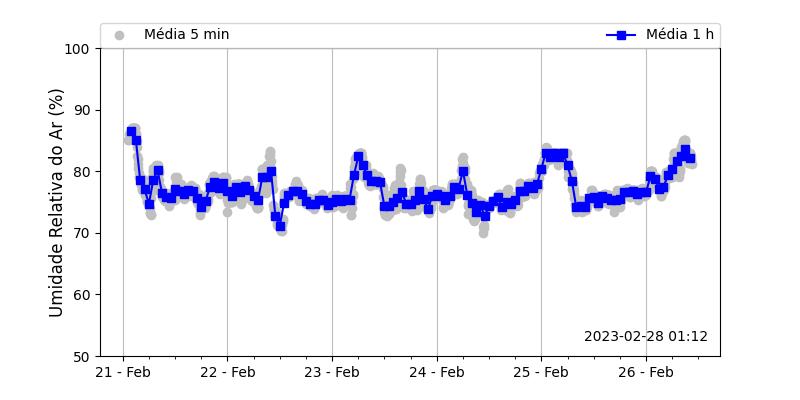 Média 5 min
Média 1 h
Umidade Relativa do Ar (%)
100
90
80
70
60
50
2023-02-28 01:12
21 - Feb
22 - Feb
23 - Feb
24 - Feb
25 - Feb
26 - Feb